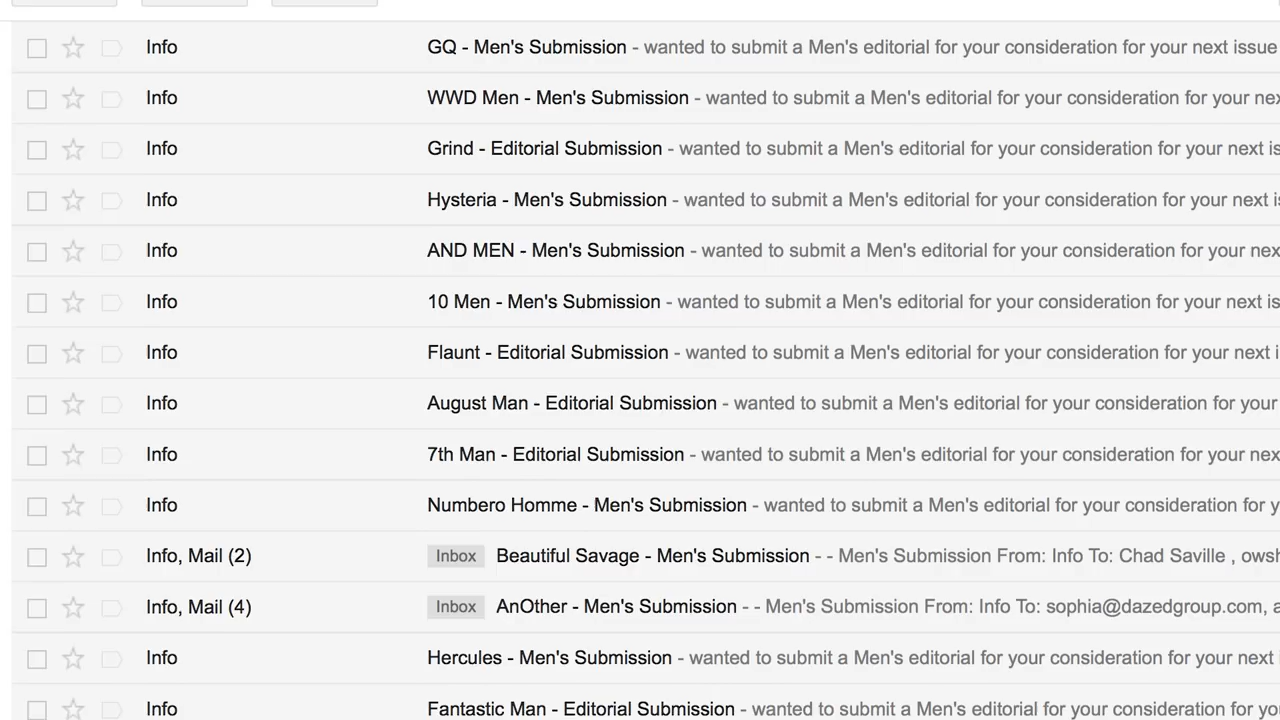 Info GQ - Men's Submission - wanted to submit a Men's editorial for your consideration for your next issue
Info WWD Men - Men's Submission - wanted to submit a Men's editorial for your consideration for your
Info Grind - Editorial Submission - wanted to submit a Men's editorial for your consideration for your next
Info Hysteria - Men's Submission - wanted to submit a Men's editorial for your consideration for your next
Info AND MEN - Men's Submission - wanted to submit a Men's editorial for your consideration for your
Info 10 Men - Men's Submission - wanted to submit a Men's editorial for your consideration for your next
Info Flaunt - Editorial Submission - wanted to submit a Men's editorial for your consideration for your next
Info August Man - Editorial Submission - wanted to submit a Men's editorial for your consideration for your
Info 7th Man - Editorial Submission - wanted to submit a Men's editorial for your consideration for your
Info Numbero Homme - Men's Submission - wanted to submit a Men's editorial for your consideration for
Info, Mail (2) Inbox Beautiful Savage - Men's Submission - - Men's Submission From: Info To: Chad Saville ,
Info, Mail (4) Inbox AnOther - Men's Submission - - Men's Submission From: Info To: sophia@dazedgroup.com,
Info Hercules - Men's Submission - wanted to submit a Men's editorial for your consideration for your next
Info Fantastic Man - Editorial Submission - wanted to submit a Men's editorial for your consideration for